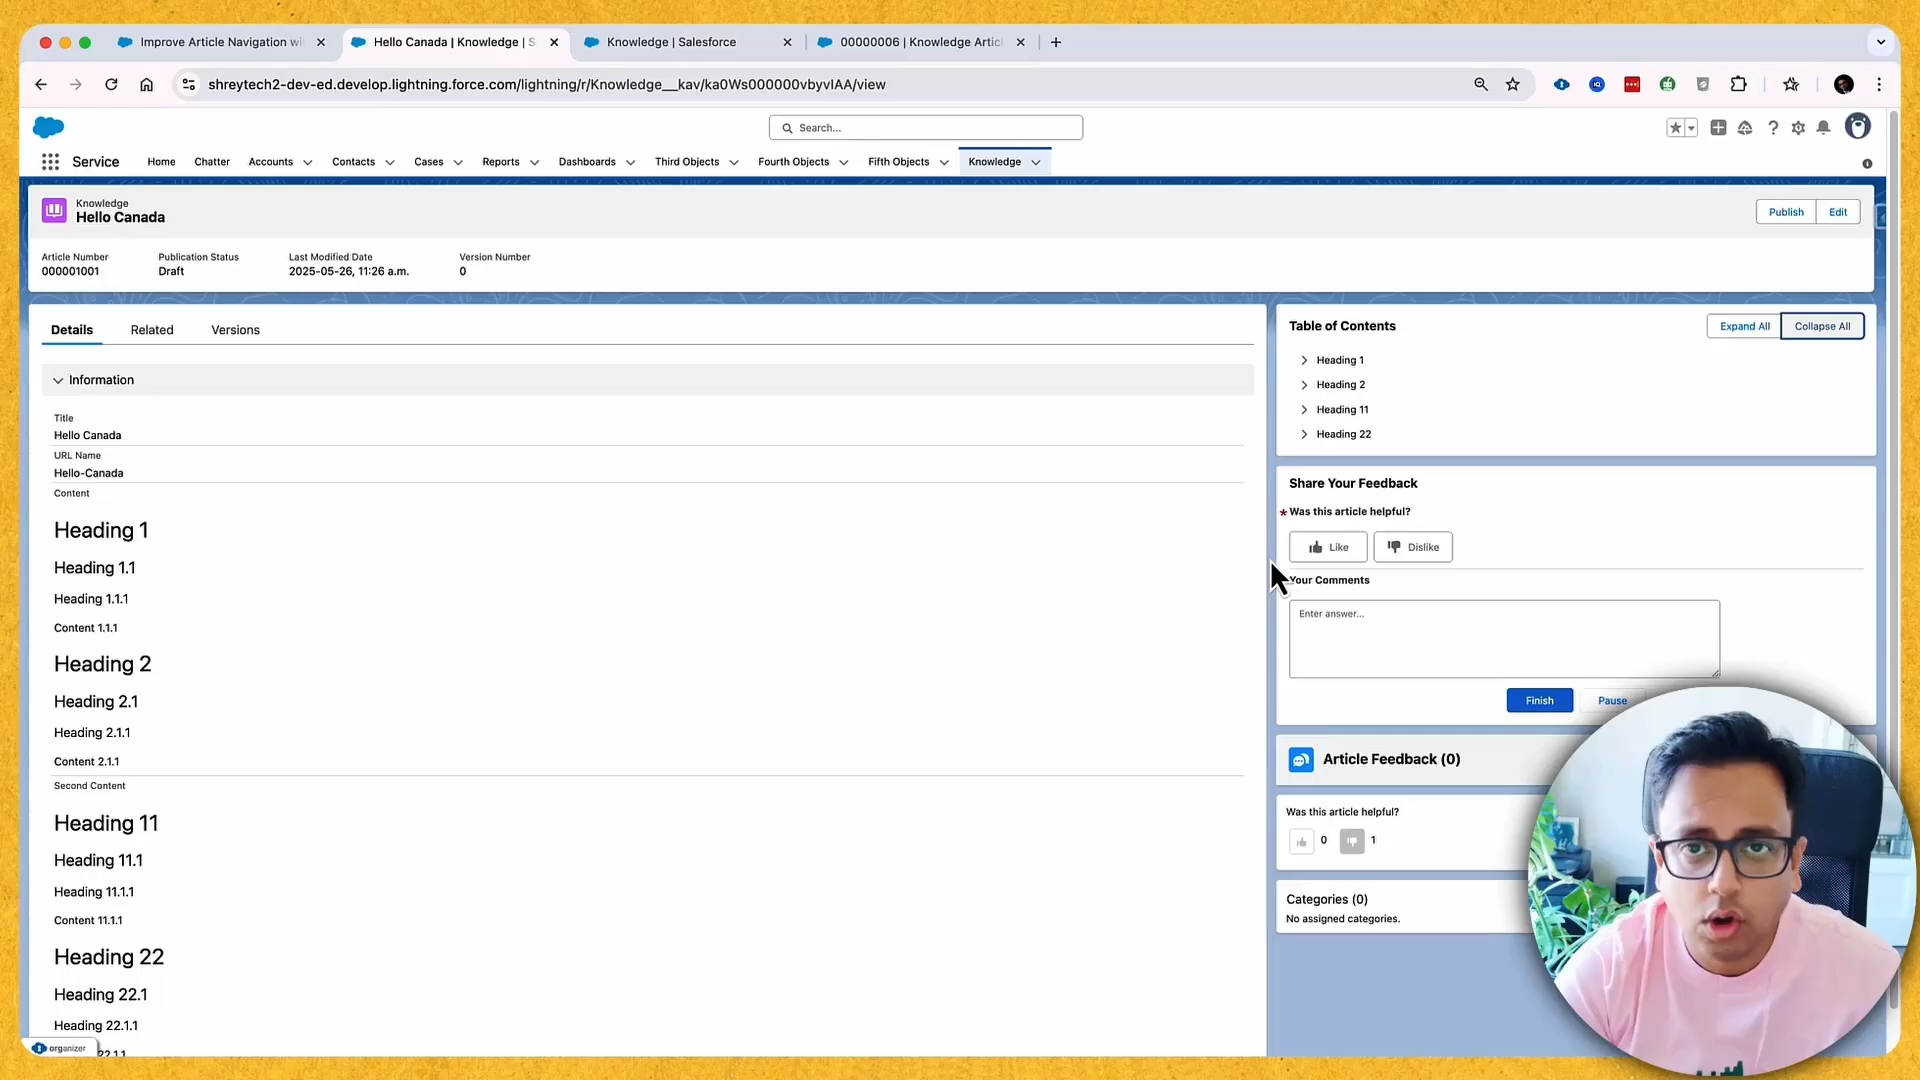 Improve Article Navigation wi
Hello Canada | Knowledge | S
Knowledge | Salesforce
00000006 | Knowledge Artic
shreytech2-dev-ed.develop.lightning.force.com/lightning/r/Knowledge__kav/ka0Ws000000vbyvIAA/view
Search...
Service
Home
Chatter
Accounts
Contacts
Cases
Reports
Dashboards
Third Objects
Fourth Objects
Fifth Objects
Knowledge
Knowledge
Hello Canada
Publish
Edit
Article Number
000001001
Publication Status
Draft
Last Modified Date
2025-05-26, 11:26 a.m.
Version Number
0
Details
Related
Versions
Information
Title
Hello Canada
URL Name
Hello-Canada
Content
Heading 1
Heading 1.1
Heading 1.1.1
Content 1.1.1
Heading 2
Heading 2.1
Heading 2.1.1
Content 2.1.1
Second Content
Heading 11
Heading 11.1
Heading 11.1.1
Content 11.1.1
Heading 22
Heading 22.1
Heading 22.1.1
22.1.1
organizer
Table of Contents
Expand All
Collapse All
Heading 1
Heading 2
Heading 11
Heading 22
Share Your Feedback
* Was this article helpful?
Like
Dislike
Your Comments
Enter answer...
Finish
Pause
Article Feedback (0)
Was this article helpful?
0
1
Categories (0)
No assigned categories.